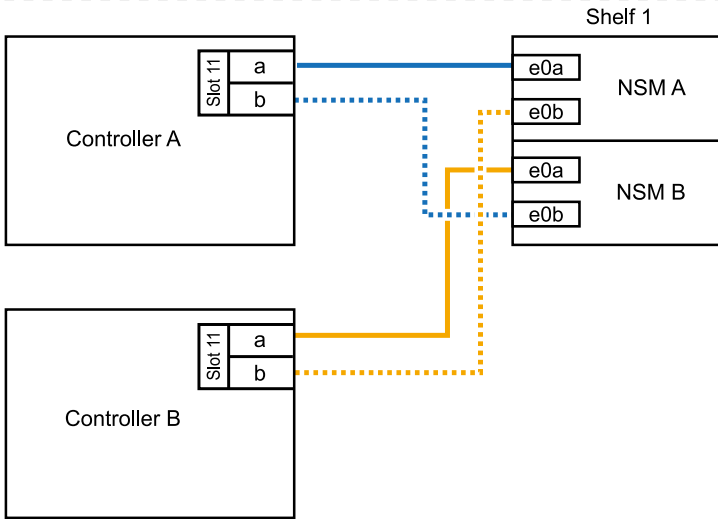 Shelf 1
Slot 11
a
b
Controller A
e0a
e0b
NSM A
e0a
e0b
NSM B
Slot 11
a
b
Controller B